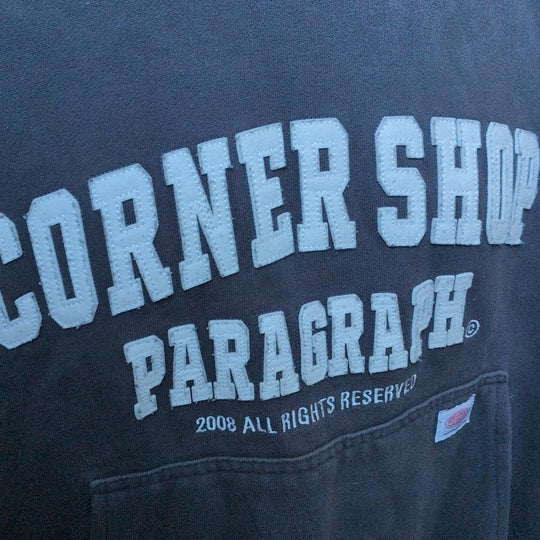 CORNER SHOP
PARAGRAPH©
2008 ALL RIGHTS RESERVED